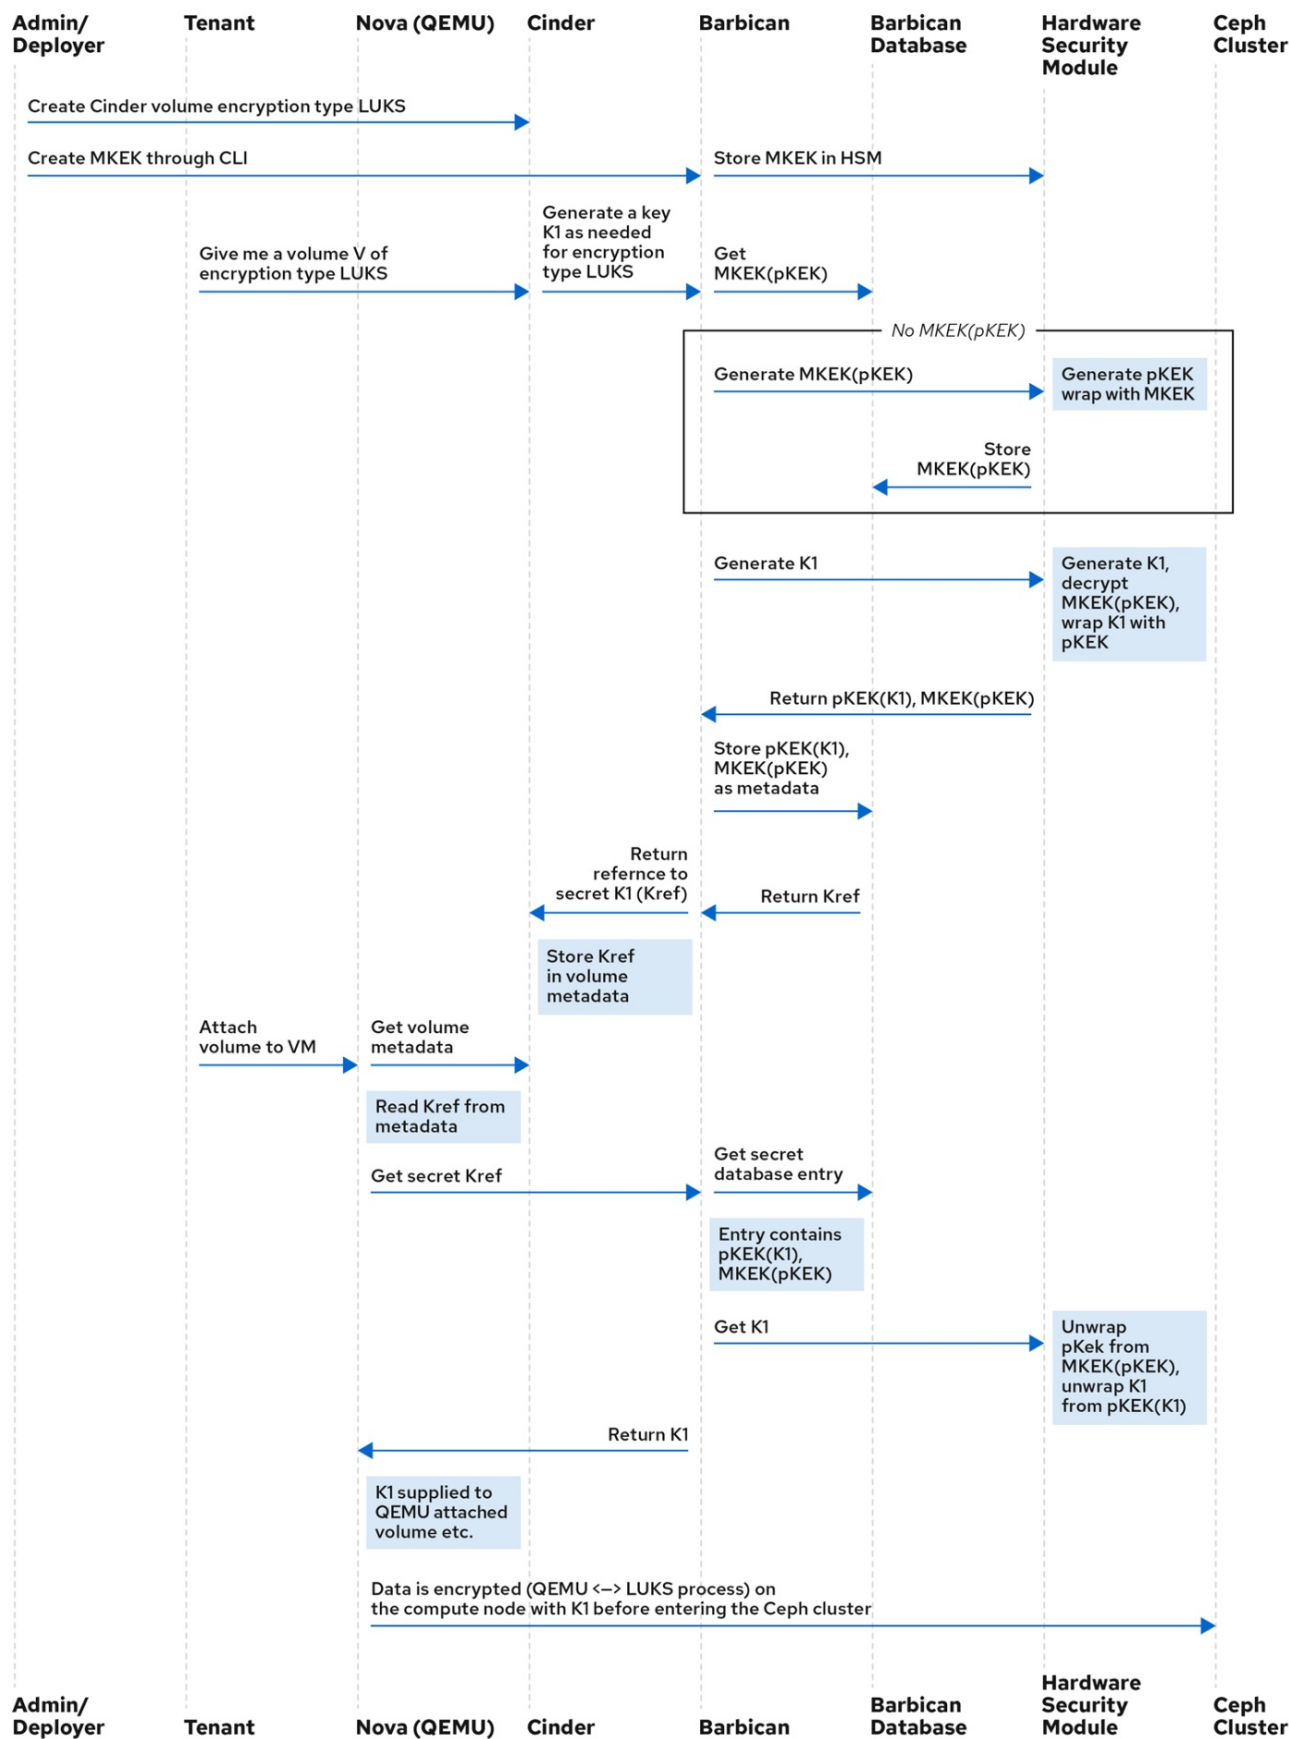 Admin/
Deployer
Tenant
Nova (QEMU)
Cinder
Barbican
Barbican
Database
Hardware
Security
Module
Ceph
Cluster
Create Cinder volume encryption type LUKS
Create MKEK through CLI
Store MKEK in HSM
Give me a volume V of
encryption type LUKS
Generate a key
K1 as needed
for encryption
type LUKS
Get
MKEK(pKEK)
No MKEK(pKEK)
Generate MKEK(pKEK)
Generate pKEK
wrap with MKEK
Store
MKEK(pKEK)
Generate K1
Generate K1,
decrypt
MKEK(pKEK),
wrap K1 with
pKEK
Return pKEK(K1), MKEK(pKEK)
Store pKEK(K1),
MKEK(pKEK)
as metadata
Return
refernce to
secret K1 (Kref)
Return Kref
Store Kref
in volume
metadata
Attach
volume to VM
Get volume
metadata
Read Kref from
metadata
Get secret Kref
Get secret
database entry
Entry contains
pKEK(K1),
MKEK(pKEK)
Get K1
Unwrap
pKek from
MKEK(pKEK),
unwrap K1
from pKEK(K1)
Return K1
K1 supplied to
QEMU attached
volume etc.
Data is encrypted (QEMU <—> LUKS process) on
the compute node with K1 before entering the Ceph cluster
Admin/
Deployer
Tenant
Nova (QEMU)
Cinder
Barbican
Barbican
Database
Hardware
Security
Module
Ceph
Cluster